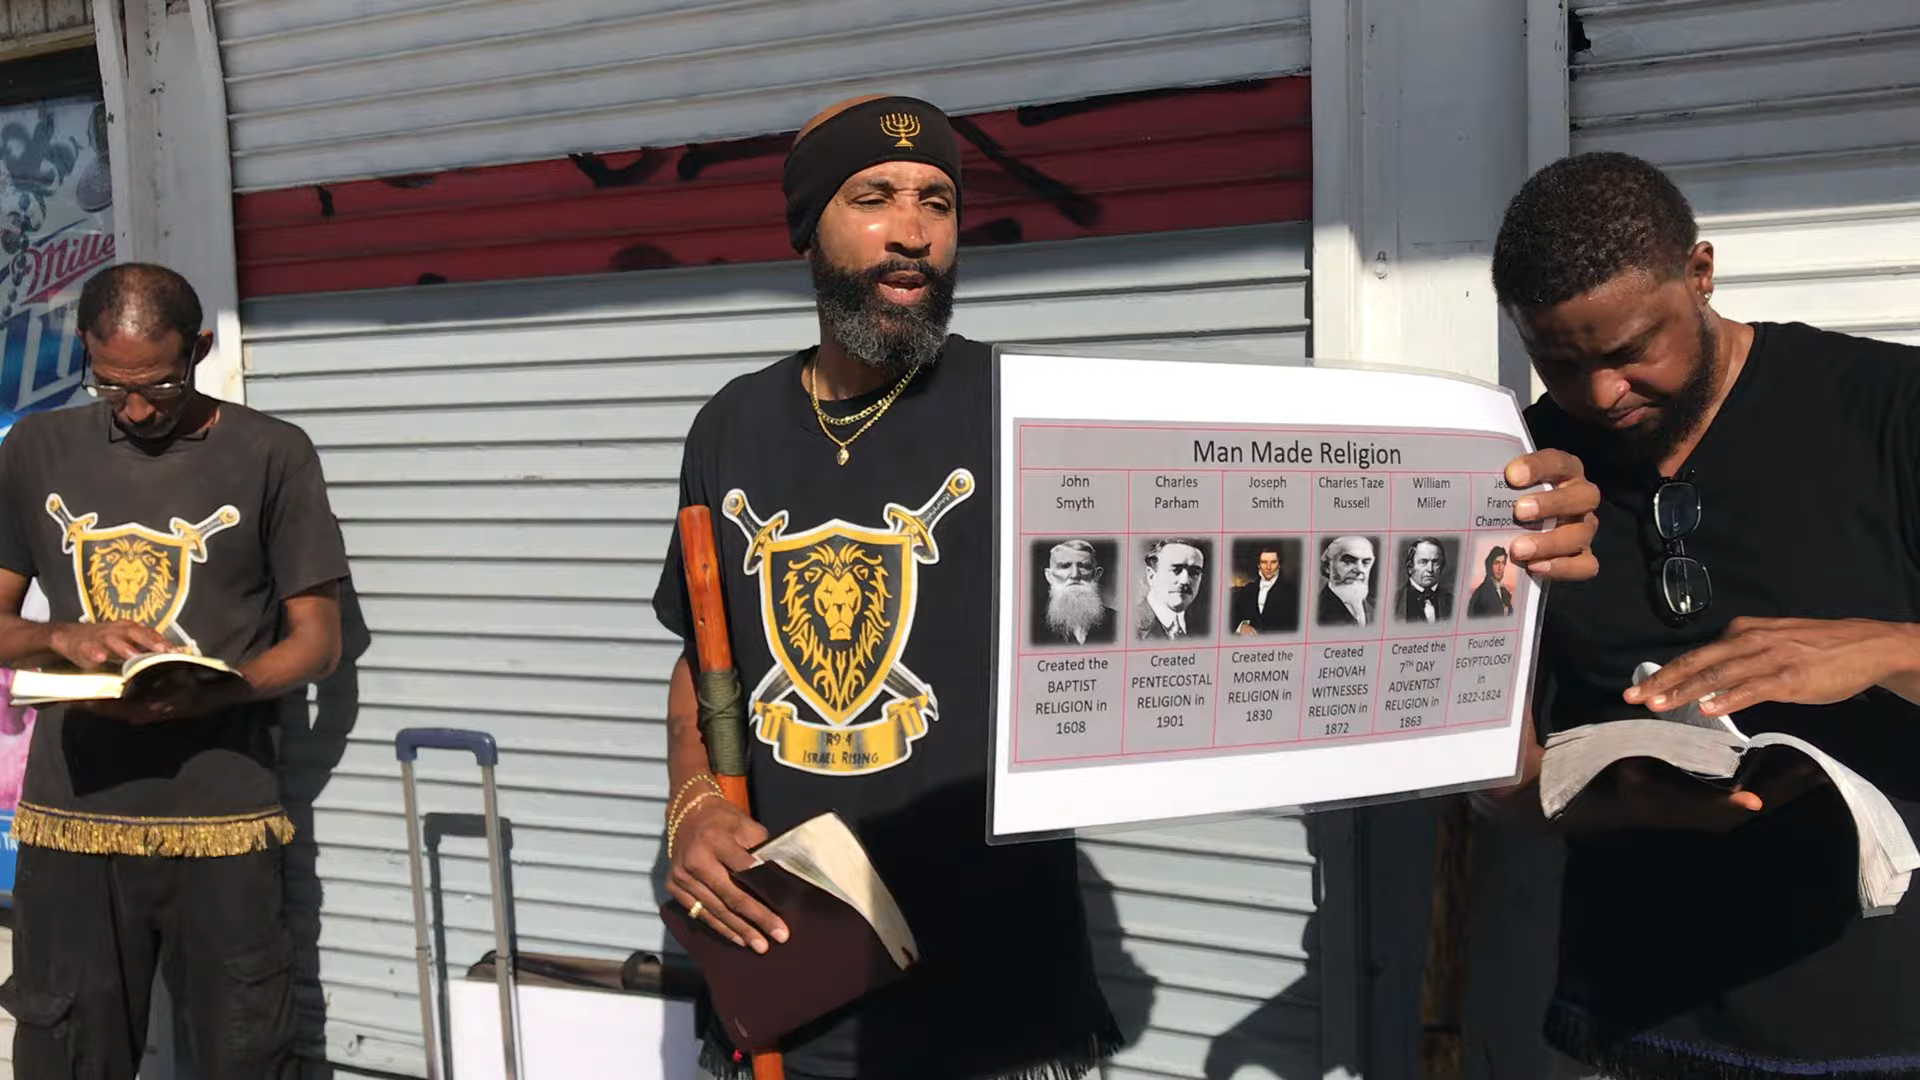 Mille
Man Made Religion
John
Smyth
Charles
Parham
Joseph
Smith
Charles Taze
Russell
William
Miller
Created the
BAPTIST
RELIGION in
1608
Created
PENTECOSTAL
RELIGION in
1901
Created the
MORMON
RELIGION in
1830
Created
JEHOVAH
WITNESSES
RELIGION in
1872
Created the
7TH DAY
ADVENTIST
RELIGION in
1863
Founded
EGYPTOLOGY
in
1822-1824
ISRAEL RISING